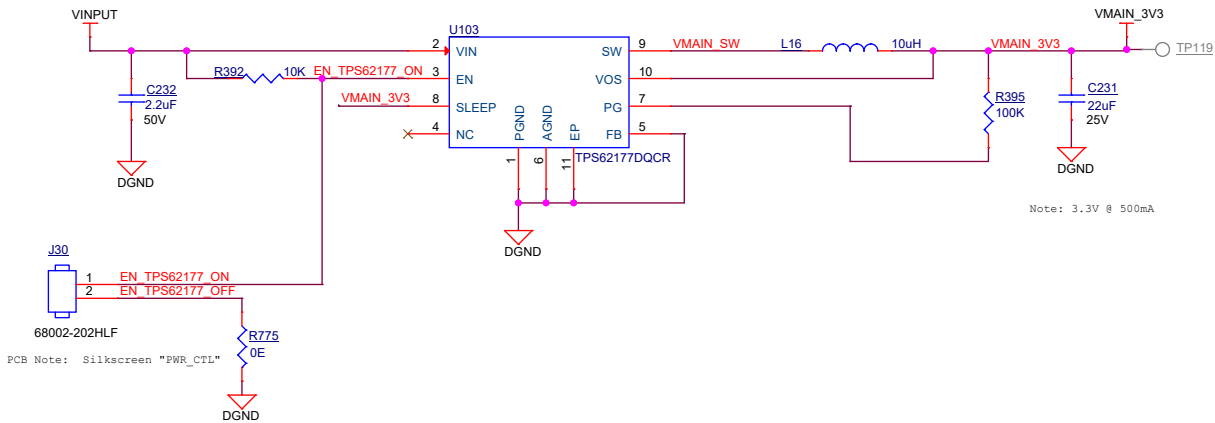 VINPUT
VMAIN_3V3
U103
2 VIN
SW 9
VMAIN_SW
L16
10uH
VMAIN_3V3
TP119
R392
10K
EN_TPS62177_ON
3 EN
VOS 10
C232
2.2uF
50V
VMAIN_3V3
8 SLEEP
PG 7
R395
100K
C231
22uF
25V
4 NC
PGND
AGND
EP
FB 5
TPS62177DQCR
1
6
11
DGND
DGND
Note: 3.3V @ 500mA
DGND
J30
1 EN_TPS62177_ON
2 EN_TPS62177_OFF
68002-202HLF
R775
0E
PCB Note: Silkscreen "PWR_CTL"
DGND